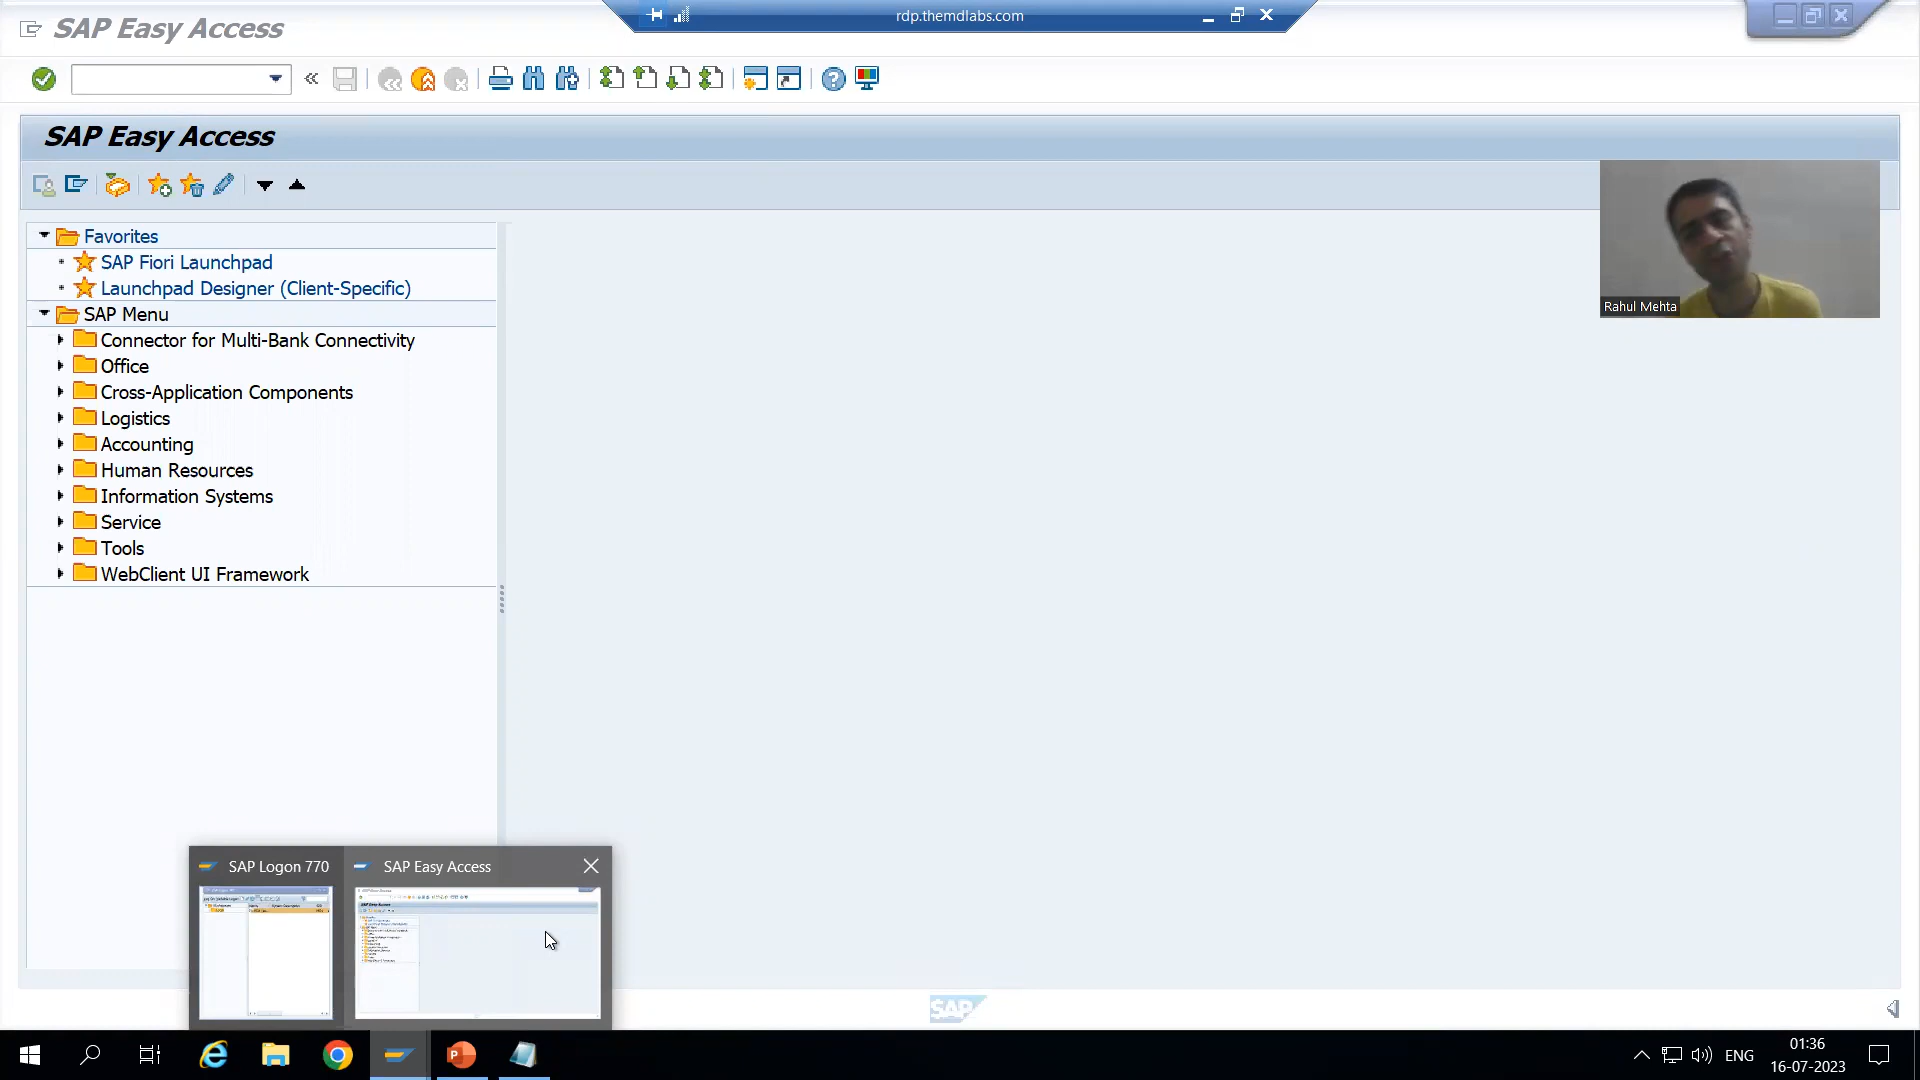 SAP Easy Access
rdp.themdlabs.com
SAP Easy Access
Favorites
SAP Fiori Launchpad
Launchpad Designer (Client-Specific)
SAP Menu
Connector for Multi-Bank Connectivity
Office
Cross-Application Components
Logistics
Accounting
Human Resources
Information Systems
Service
Tools
WebClient UI Framework
Rahul Mehta
SAP Logon 770
SAP Easy Access
SAP
ENG
01:36
16-07-2023